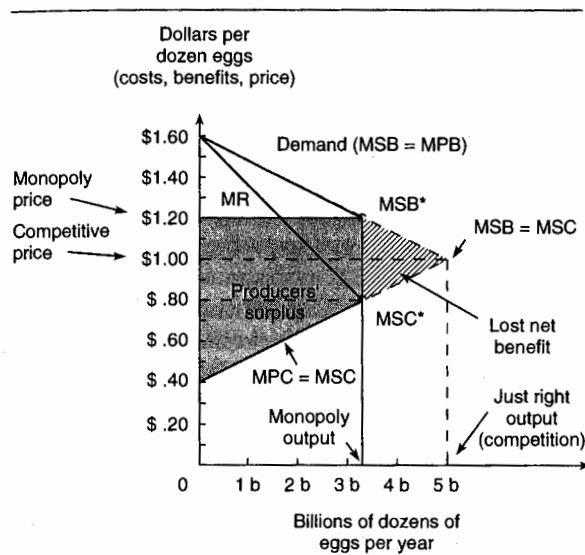 Dollars per
dozen eggs
(costs, benefits, price)
$1.60
Demand (MSB = MPB)
$1.40
Monopoly
price
MR
MSB*
$1.20
MSB = MSC
Competitive
price
$1.00
$ .80
Producers'
surplus
MSC*
Lost net
benefit
$ .60
MPC = MSC
$ .40
Just right
output
(competition)
Monopoly
output
$ .20
0 1 b 2 b 3 b 4 b 5 b
Billions of dozens of
eggs per year